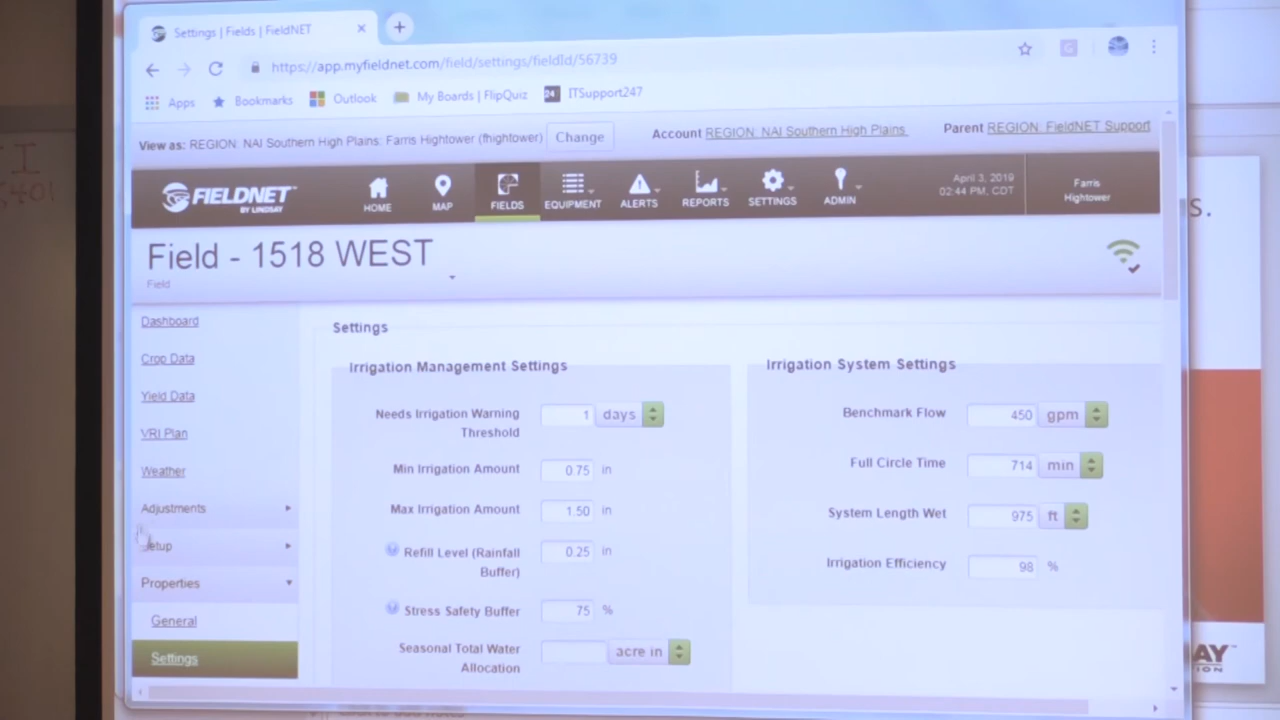 Settings | Fields | FieldNET
https://app.myfieldnet.com/field/settings/fieldId/56739
Apps Bookmarks Outlook My Boards | FlipQuiz 24 ITSupport247
View as: REGION: NAI Southern High Plains: Farris Hightower (fhightower) Change Account REGION: NAI Southern High Plains Parent REGION: FieldNET Support
FIELDNET™
BY LINDSAY
HOME MAP FIELDS EQUIPMENT ALERTS REPORTS SETTINGS ADMIN
April 3, 2019
02:44 PM, CDT
Farris
Hightower
Field - 1518 WEST
Field
Dashboard
Crop Data
Yield Data
VRI Plan
Weather
Adjustments
Setup
Properties
General
Settings
Settings
Irrigation Management Settings
Needs Irrigation Warning
Threshold
1 days
Min Irrigation Amount 0.75 in
Max Irrigation Amount 1.50 in
Refill Level (Rainfall
Buffer)
0.25 in
Stress Safety Buffer 75 %
Seasonal Total Water
Allocation
acre in
Irrigation System Settings
Benchmark Flow 450 gpm
Full Circle Time 714 min
System Length Wet 975 ft
Irrigation Efficiency 98 %
s.
AY™
ION